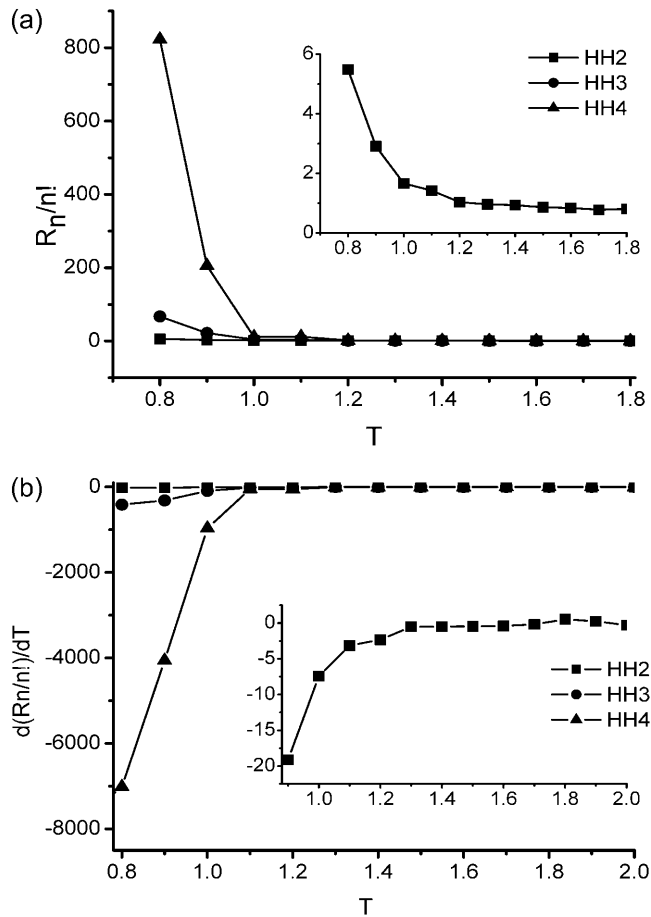 (a)
R_n/n!
800
600
400
200
0
0.8 1.0 1.2 1.4 1.6 1.8
T
6
4
2
0
0.8 1.0 1.2 1.4 1.6 1.8
HH2
HH3
HH4
(b)
d(Rn/n!)/dT
0
-2000
-4000
-6000
-8000
0.8 1.0 1.2 1.4 1.6 1.8 2.0
T
0
-5
-10
-15
-20
1.0 1.2 1.4 1.6 1.8 2.0
HH2
HH3
HH4